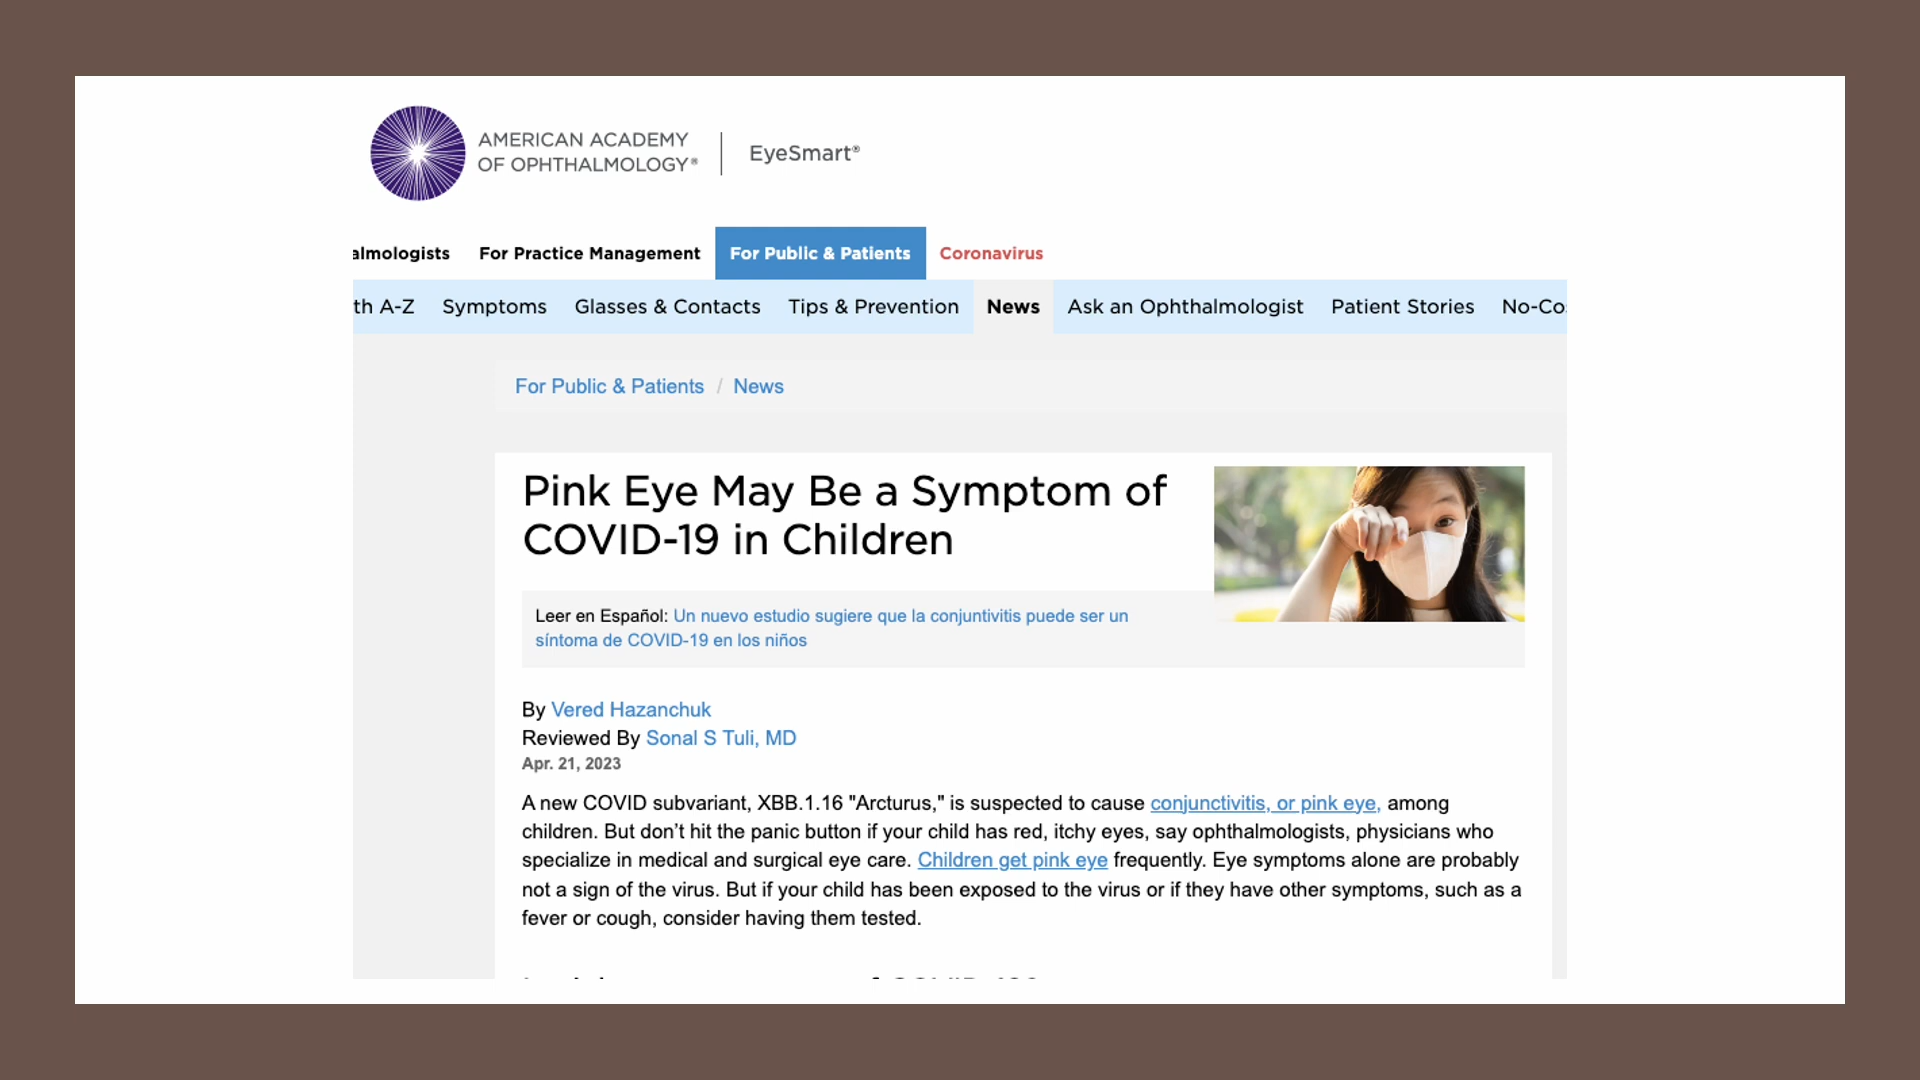 AMERICAN ACADEMY
OF OPHTHALMOLOGY®
EyeSmart®
almologists For Practice Management For Public & Patients Coronavirus
th A-Z Symptoms Glasses & Contacts Tips & Prevention News Ask an Ophthalmologist Patient Stories No-Co
For Public & Patients / News
Pink Eye May Be a Symptom of
COVID-19 in Children
Leer en Español: Un nuevo estudio sugiere que la conjuntivitis puede ser un
síntoma de COVID-19 en los niños
By Vered Hazanchuk
Reviewed By Sonal S Tuli, MD
Apr. 21, 2023
A new COVID subvariant, XBB.1.16 "Arcturus," is suspected to cause conjunctivitis, or pink eye, among
children. But don’t hit the panic button if your child has red, itchy eyes, say ophthalmologists, physicians who
specialize in medical and surgical eye care. Children get pink eye frequently. Eye symptoms alone are probably
not a sign of the virus. But if your child has been exposed to the virus or if they have other symptoms, such as a
fever or cough, consider having them tested.